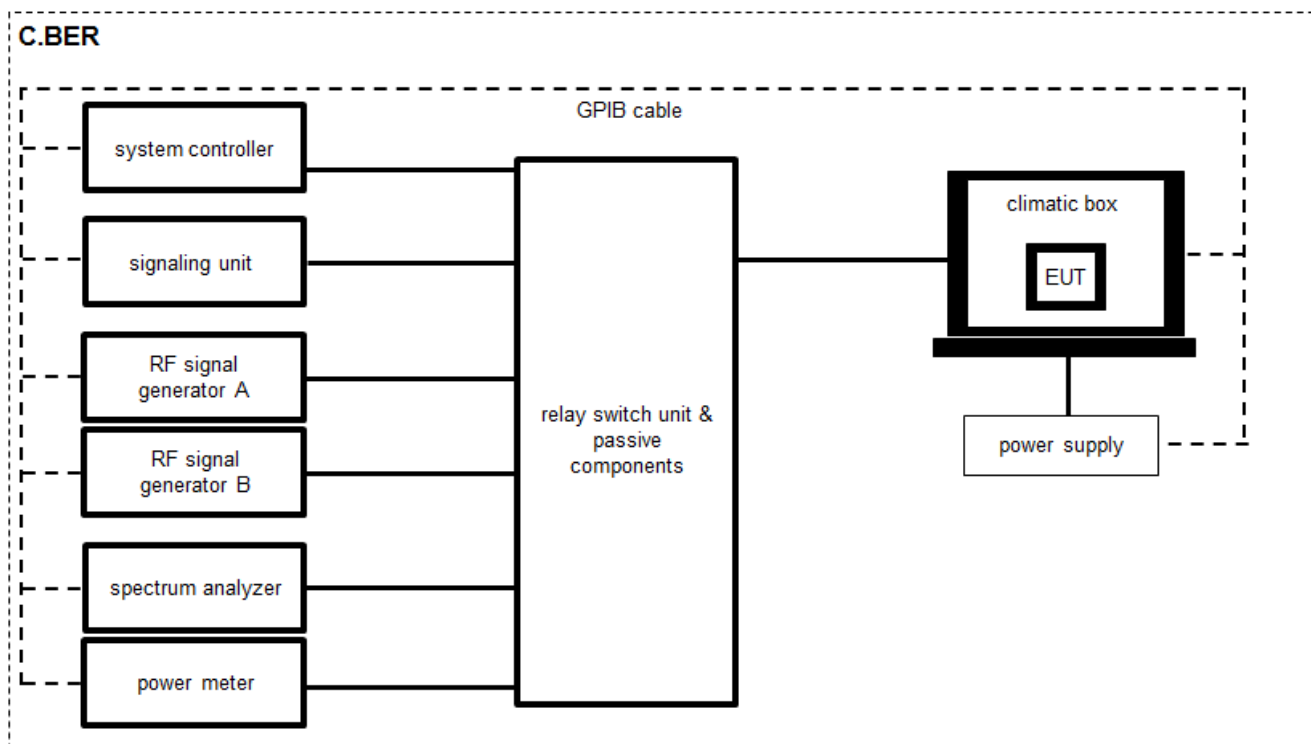 C.BER
GPIB cable
system controller
signaling unit
RF signal
generator A
RF signal
generator B
spectrum analyzer
power meter
relay switch unit &
passive
components
climatic box
EUT
power supply